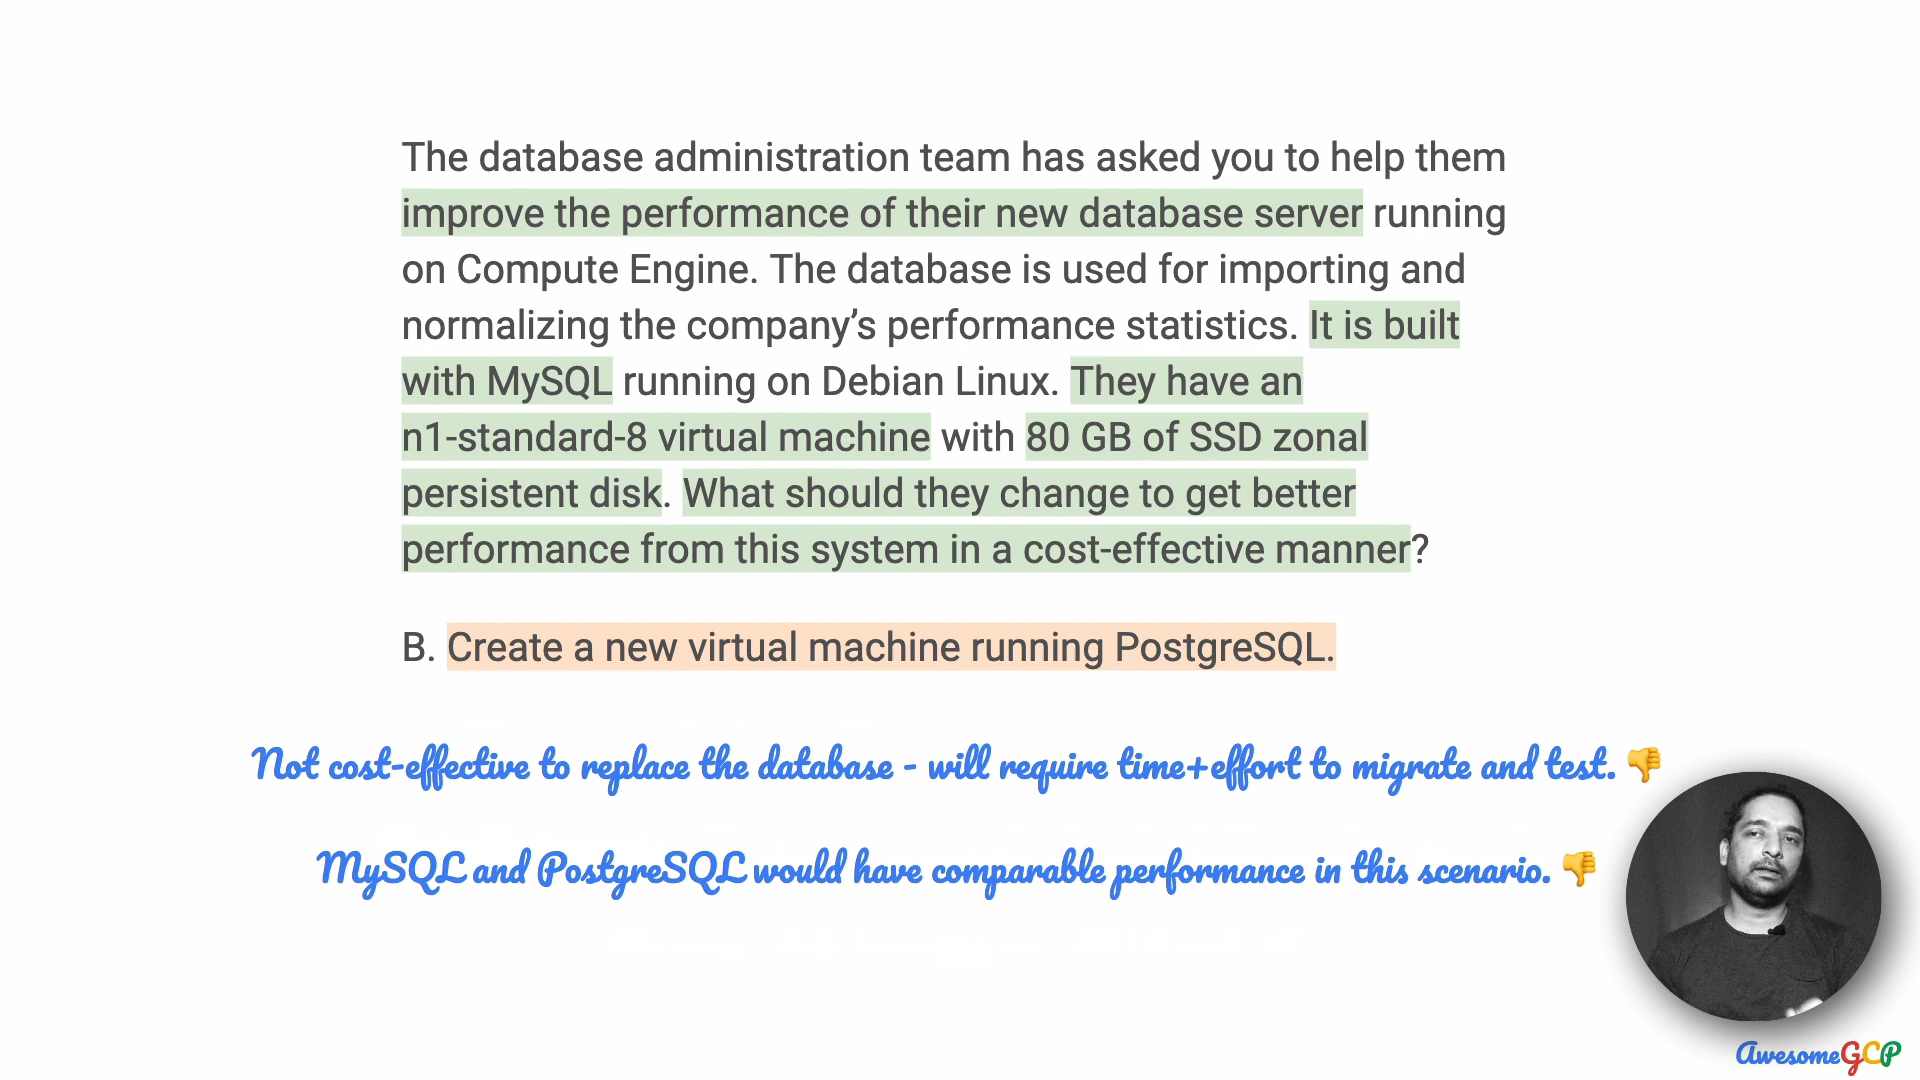 The database administration team has asked you to help them
improve the performance of their new database server running
on Compute Engine. The database is used for importing and
normalizing the company’s performance statistics. It is built
with MySQL running on Debian Linux. They have an
n1-standard-8 virtual machine with 80 GB of SSD zonal
persistent disk. What should they change to get better
performance from this system in a cost-effective manner?
B. Create a new virtual machine running PostgreSQL.
Not cost-effective to replace the database - will require time+effort to migrate and test. 👎
MySQL and PostgreSQL would have comparable performance in this scenario. 👎
AwesomeGCP